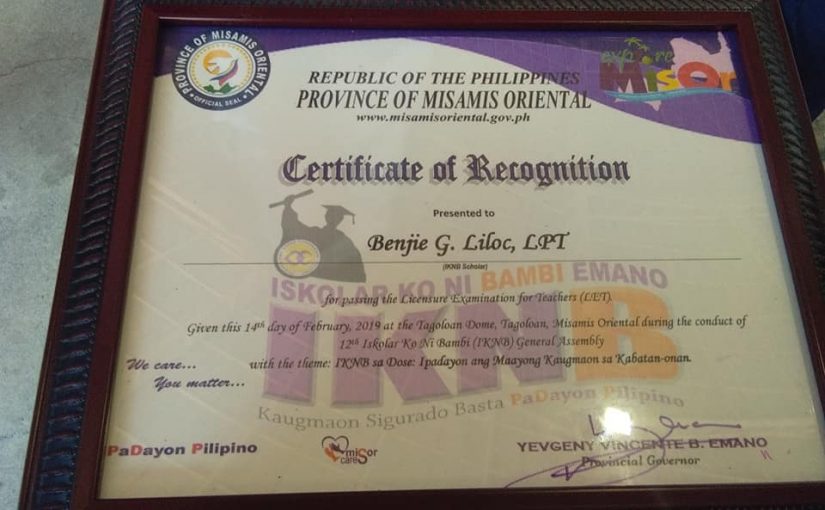 PROVINCE OF MISAMIS ORIENTAL
OFFICIAL SEAL
explore
MisOr
REPUBLIC OF THE PHILIPPINES
PROVINCE OF MISAMIS ORIENTAL
www.misamisoriental.gov.ph
Certificate of Recognition
Presented to
Benjie G. Liloc, LPT
(IKNB Scholar)
ISKOLAR KO NI BAMBI EMANO
for passing the Licensure Examination for Teachers (LET).
Given this 14th day of February, 2019 at the Tagoloan Dome, Tagoloan, Misamis Oriental during the conduct of
12th Iskolar Ko Ni Bambi (IKNB) General Assembly
with the theme: IKNB sa Dose: Ipadayon ang Maayong Kaugmaon sa Kabatan-onan.
IKNB
We care...
You matter...
Kaugmaon Sigurado Basta PaDayon Pilipino
PaDayon Pilipino
misOr
cares
YEVGENY VINCENTE B. EMANO
Provincial Governor